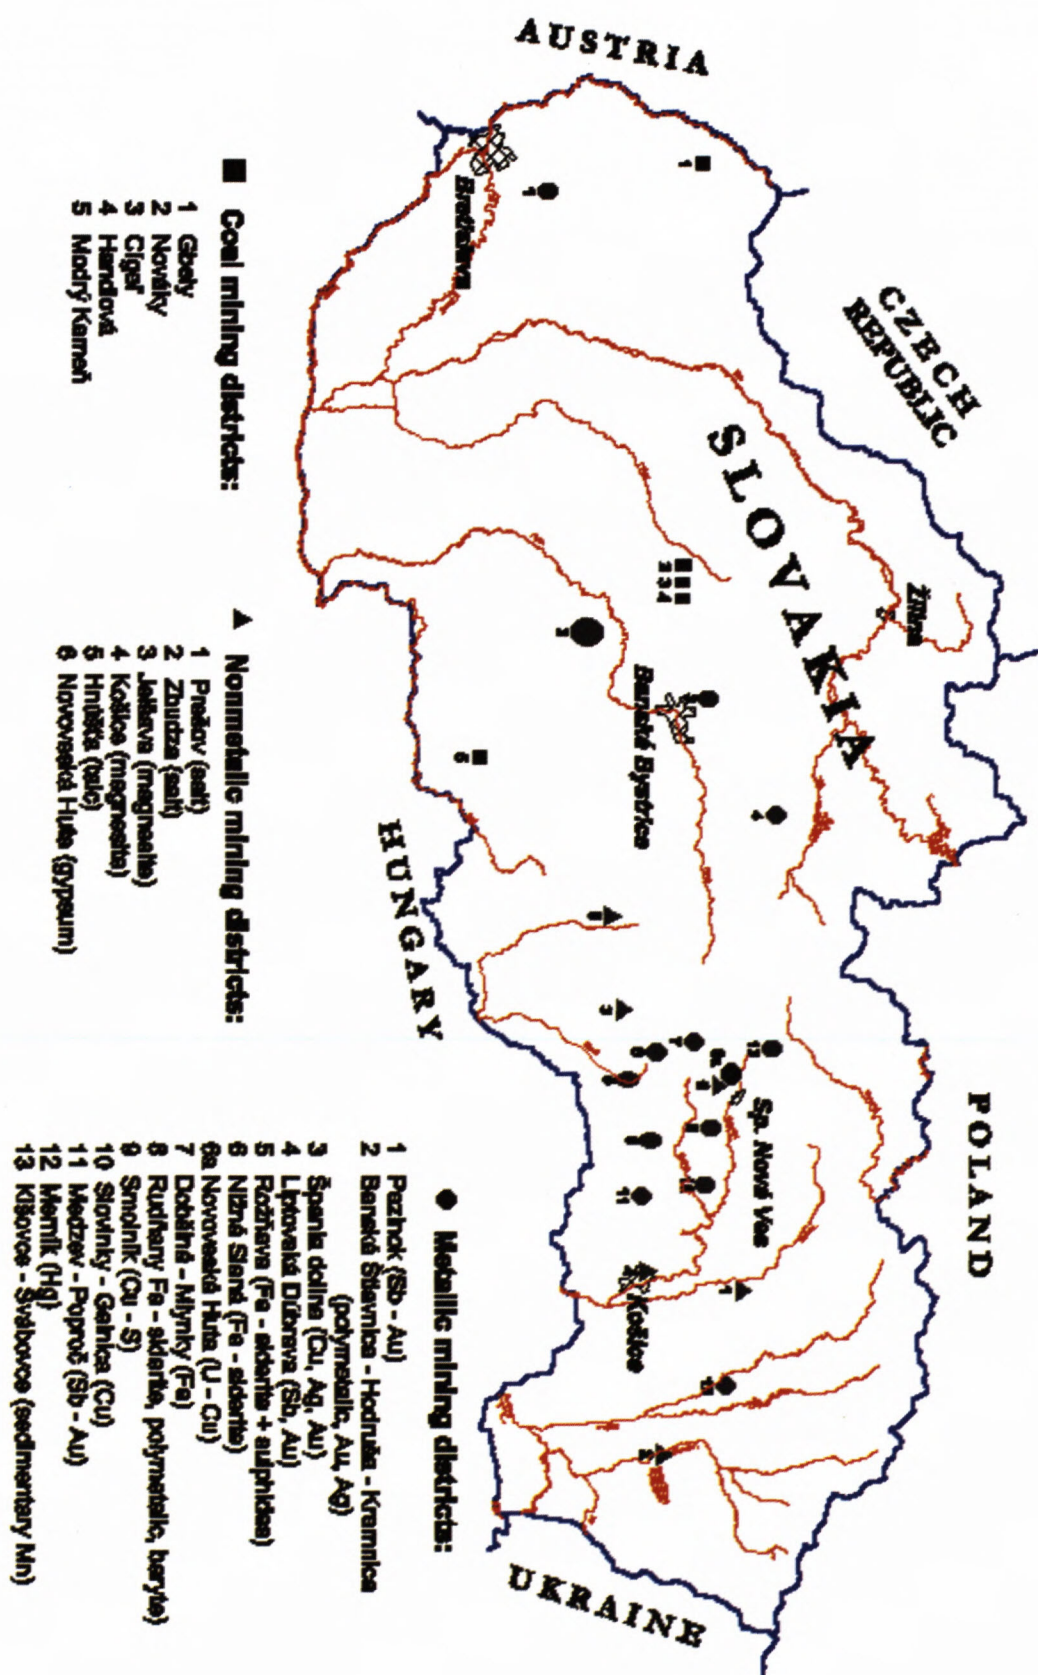 AUSTRIA
CZECH
REPUBLIC
POLAND
SLOVAKIA
Žilina
Bratislava
Banská Bystrica
Sp. Nová Ves
Košice
HUNGARY
UKRAINE
Coal mining districts::
1 Gbely
2 Nováky
3 Cígeľ
4 Handlová
5 Modrý Kameň
Nonmetalic mining districts:
1 Prešov (salt)
2 Zbudza (salt)
3 Jelšava (magnesite)
4 Košice (magnesite)
5 Hnúšťa (talc)
6 Novoveská Huta (gypsum)
Metallic mining districts:
1 Pezinok (Sb - Au)
2 Banská Štiavnica - Hodruša - Kremnica
(polymetalic, Au, Ag)
3 Špania dolina (Cu, Ag, Au)
4 Liptovská Dúbrava (Sb, Au)
5 Rožňava (Fe - siderite + sulphides)
6 Nižná Slaná (Fe - siderite)
6a Novoveská Huta (U - Cu)
7 Dobšiná - Mlynky (Fe)
8 Rudňany Fe - siderite, polymetalic, baryte)
9 Smolník (Cu - S)
10 Slovinky - Gelnica (Cu)
11 Medzev - Poproč (Sb - Au)
12 Merník (Hg)
13 Kišovce - Švábovce (sedimentary Mn)